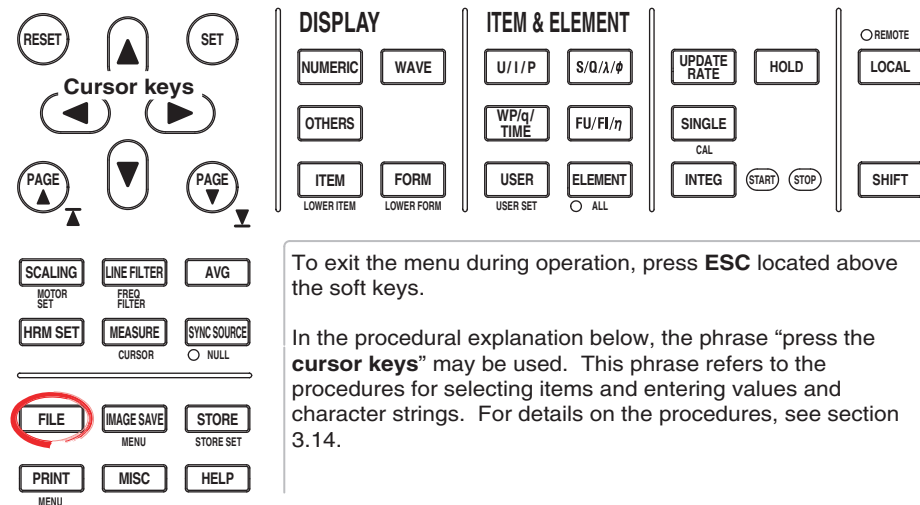 DISPLAY
ITEM & ELEMENT
RESET
SET
REMOTE
NUMERIC WAVE
U/I/P S/Q/λ/ϕ
UPDATE RATE HOLD
LOCAL
Cursor keys
OTHERS
WP/q/ TIME FU/FI/η
SINGLE
CAL
PAGE
PAGE
ITEM FORM
LOWER ITEM LOWER FORM
USER ELEMENT
USER SET ALL
INTEG START STOP
SHIFT
SCALING LINE FILTER AVG
MOTOR SET FREQ FILTER
HRM SET MEASURE SYNC SOURCE
CURSOR NULL
FILE IMAGE SAVE STORE
MENU STORE SET
PRINT MISC HELP
MENU
To exit the menu during operation, press ESC located above
the soft keys.
In the procedural explanation below, the phrase “press the
cursor keys” may be used. This phrase refers to the
procedures for selecting items and entering values and
character strings. For details on the procedures, see section
3.14.